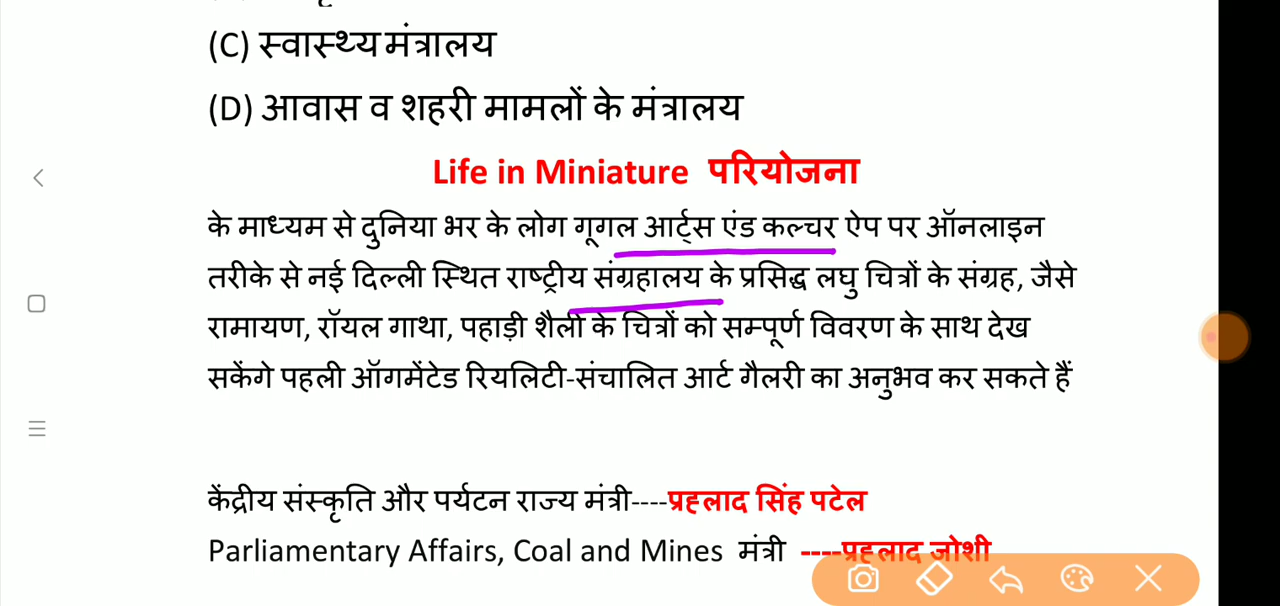 (C) स्वास्थ्य मंत्रालय
(D) आवास व शहरी मामलों के मंत्रालय
Life in Miniature परियोजना
के माध्यम से दुनिया भर के लोग गूगल आर्ट्स एंड कल्चर ऐप पर ऑनलाइन
तरीके से नई दिल्ली स्थित राष्ट्रीय संग्रहालय के प्रसिद्ध लघु चित्रों के संग्रह, जैसे
रामायण, रॉयल गाथा, पहाड़ी शैली के चित्रों को सम्पूर्ण विवरण के साथ देख
सकेंगे पहली ऑगमेंटेड रियलिटी-संचालित आर्ट गैलरी का अनुभव कर सकते हैं
केंद्रीय संस्कृति और पर्यटन राज्य मंत्री----प्रह्लाद सिंह पटेल
Parliamentary Affairs, Coal and Mines मंत्री ----प्रह्लाद जोशी